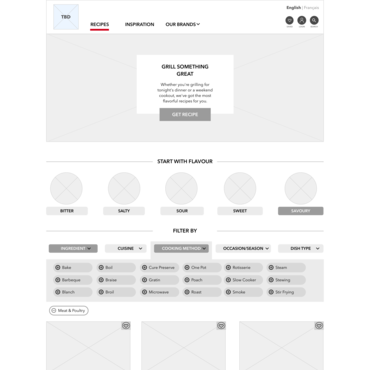 English | Français
TBD
RECIPES INSPIRATION OUR BRANDS
GRILL SOMETHING
GREAT
Whether you're grilling for
tonight's dinner or a weekend
cookout, we've got the most
flavorful recipes for you.
GET RECIPE
START WITH FLAVOUR
BITTER SALTY SOUR SWEET SAVOURY
FILTER BY
INGREDIENT CUISINE COOKING METHOD OCCASION/SEASON DISH TYPE
Bake Boil Cure Preserve One-Pot Rotisserie Steam
Barbeque Braise Gratin Poach Slow Cooker Stewing
Blanch Broil Microwave Roast Smoke Stir Frying
Meat & Poultry